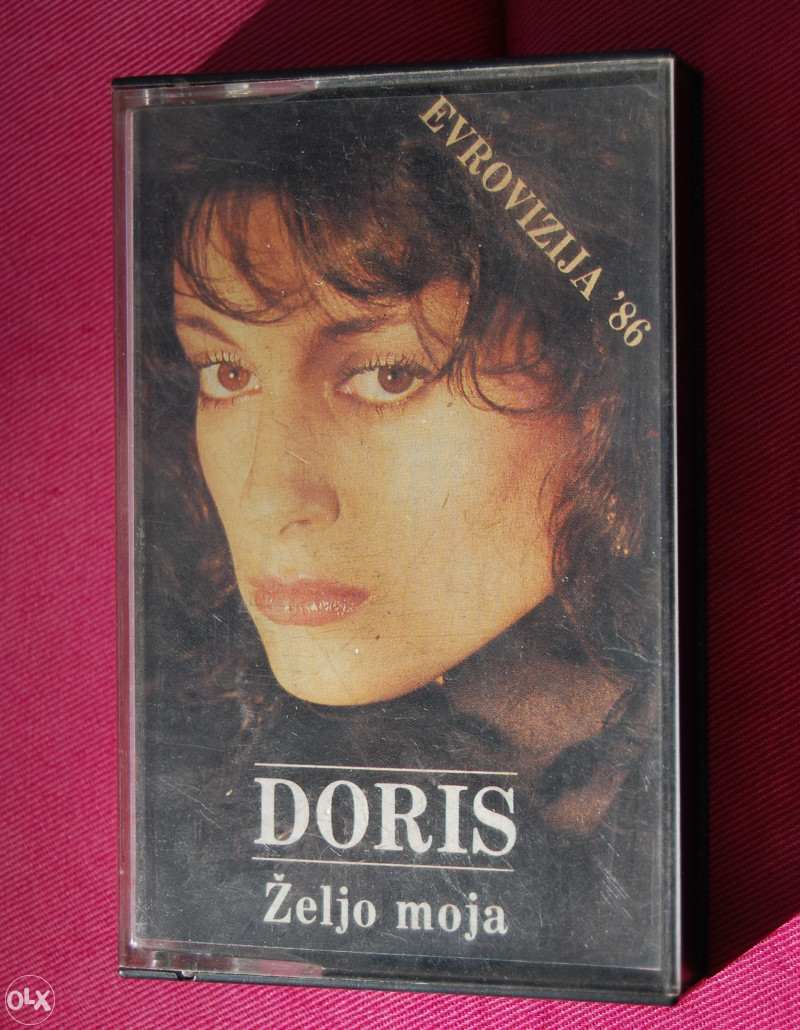 EVROVIZIJA '86
DORIS
Željo moja
OLX